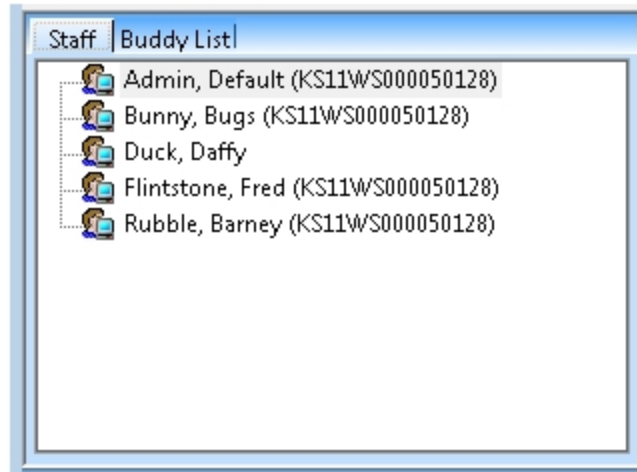 Staff Buddy List
Admin, Default (KS11WS000050128)
Bunny, Bugs (KS11WS000050128)
Duck, Daffy
Flintstone, Fred (KS11WS000050128)
Rubble, Barney (KS11WS000050128)